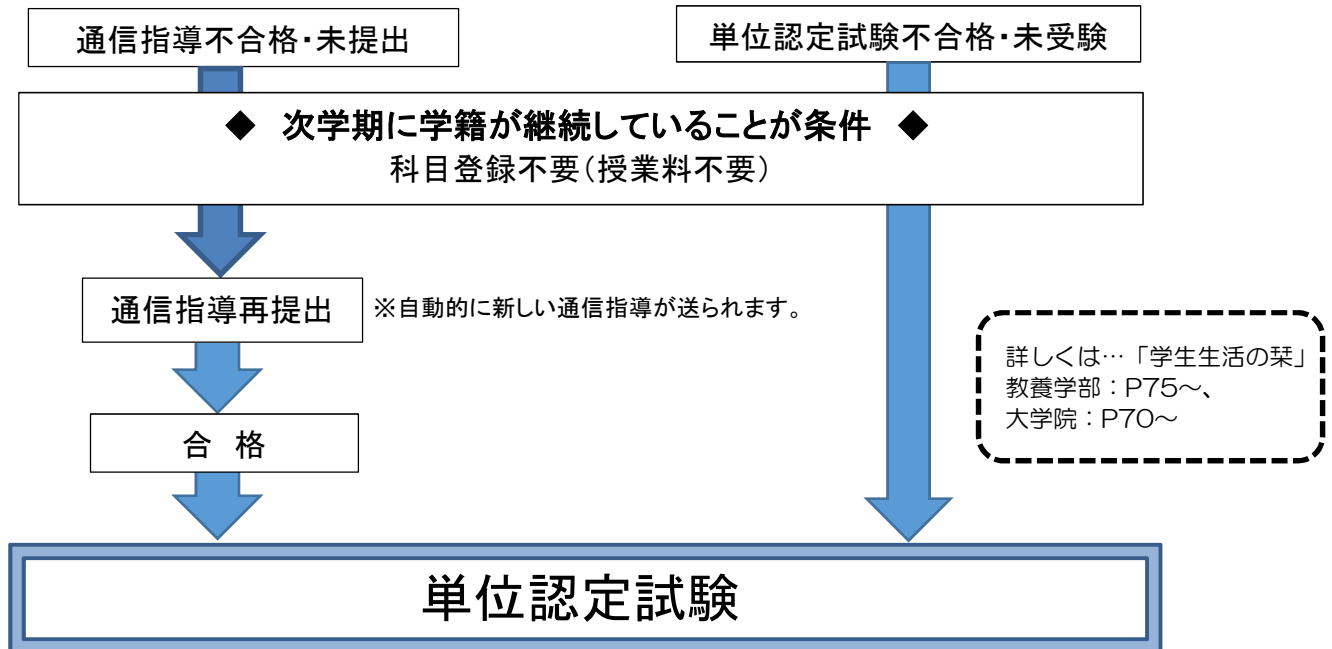 通信指導不合格・未提出
単位認定試験不合格・未受験
◆ 次学期に学籍が継続していることが条件 ◆
科目登録不要（授業料不要）
通信指導再提出
※自動的に新しい通信指導が送られます。
詳しくは…「学生生活の栞」
教養学部：P75～、
大学院：P70～
合 格
単位認定試験